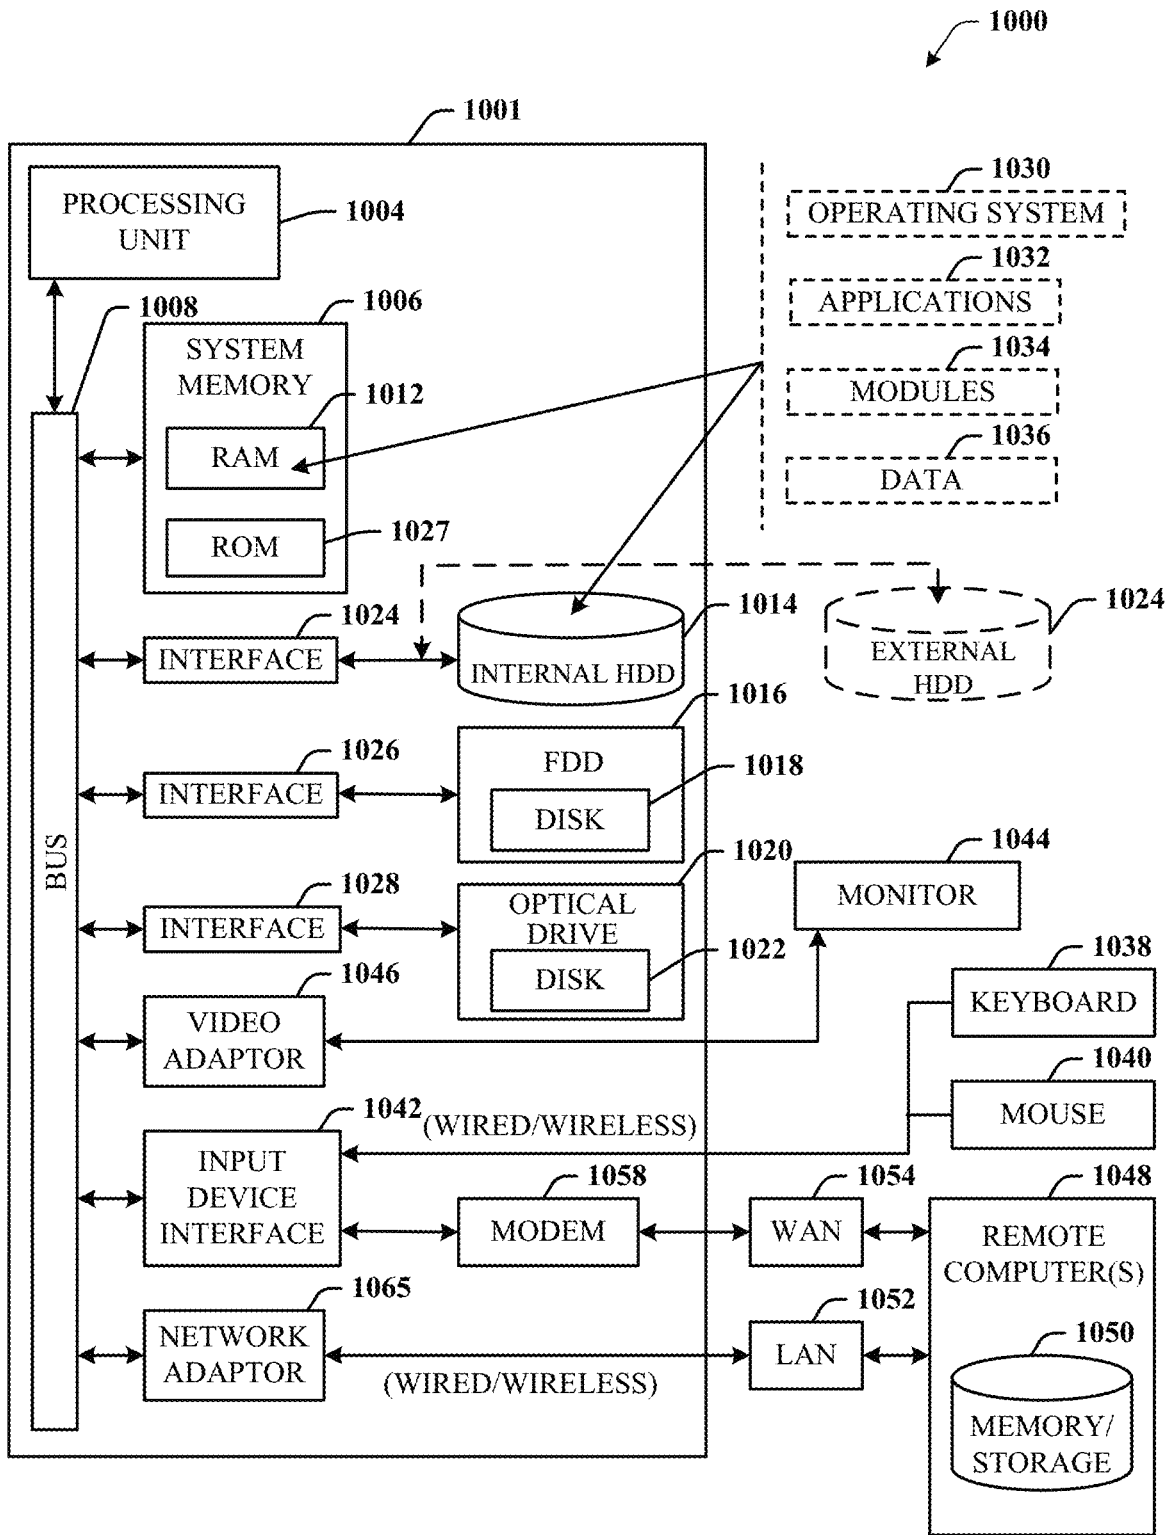 1000
1001
PROCESSING
UNIT
1004
1030
OPERATING SYSTEM
1032
APPLICATIONS
1034
MODULES
1036
DATA
1008
1006
SYSTEM
MEMORY
1012
RAM
ROM
1027
BUS
1024
INTERFACE
1014
INTERNAL HDD
1024
EXTERNAL
HDD
1026
INTERFACE
1016
FDD
1018
DISK
1028
INTERFACE
1020
OPTICAL
DRIVE
1022
DISK
1044
MONITOR
1046
VIDEO
ADAPTOR
1038
KEYBOARD
1040
MOUSE
1042
(WIRED/WIRELESS)
INPUT
DEVICE
INTERFACE
1058
MODEM
1054
WAN
1048
REMOTE
COMPUTER(S)
1065
NETWORK
ADAPTOR
(WIRED/WIRELESS)
1052
LAN
1050
MEMORY/
STORAGE